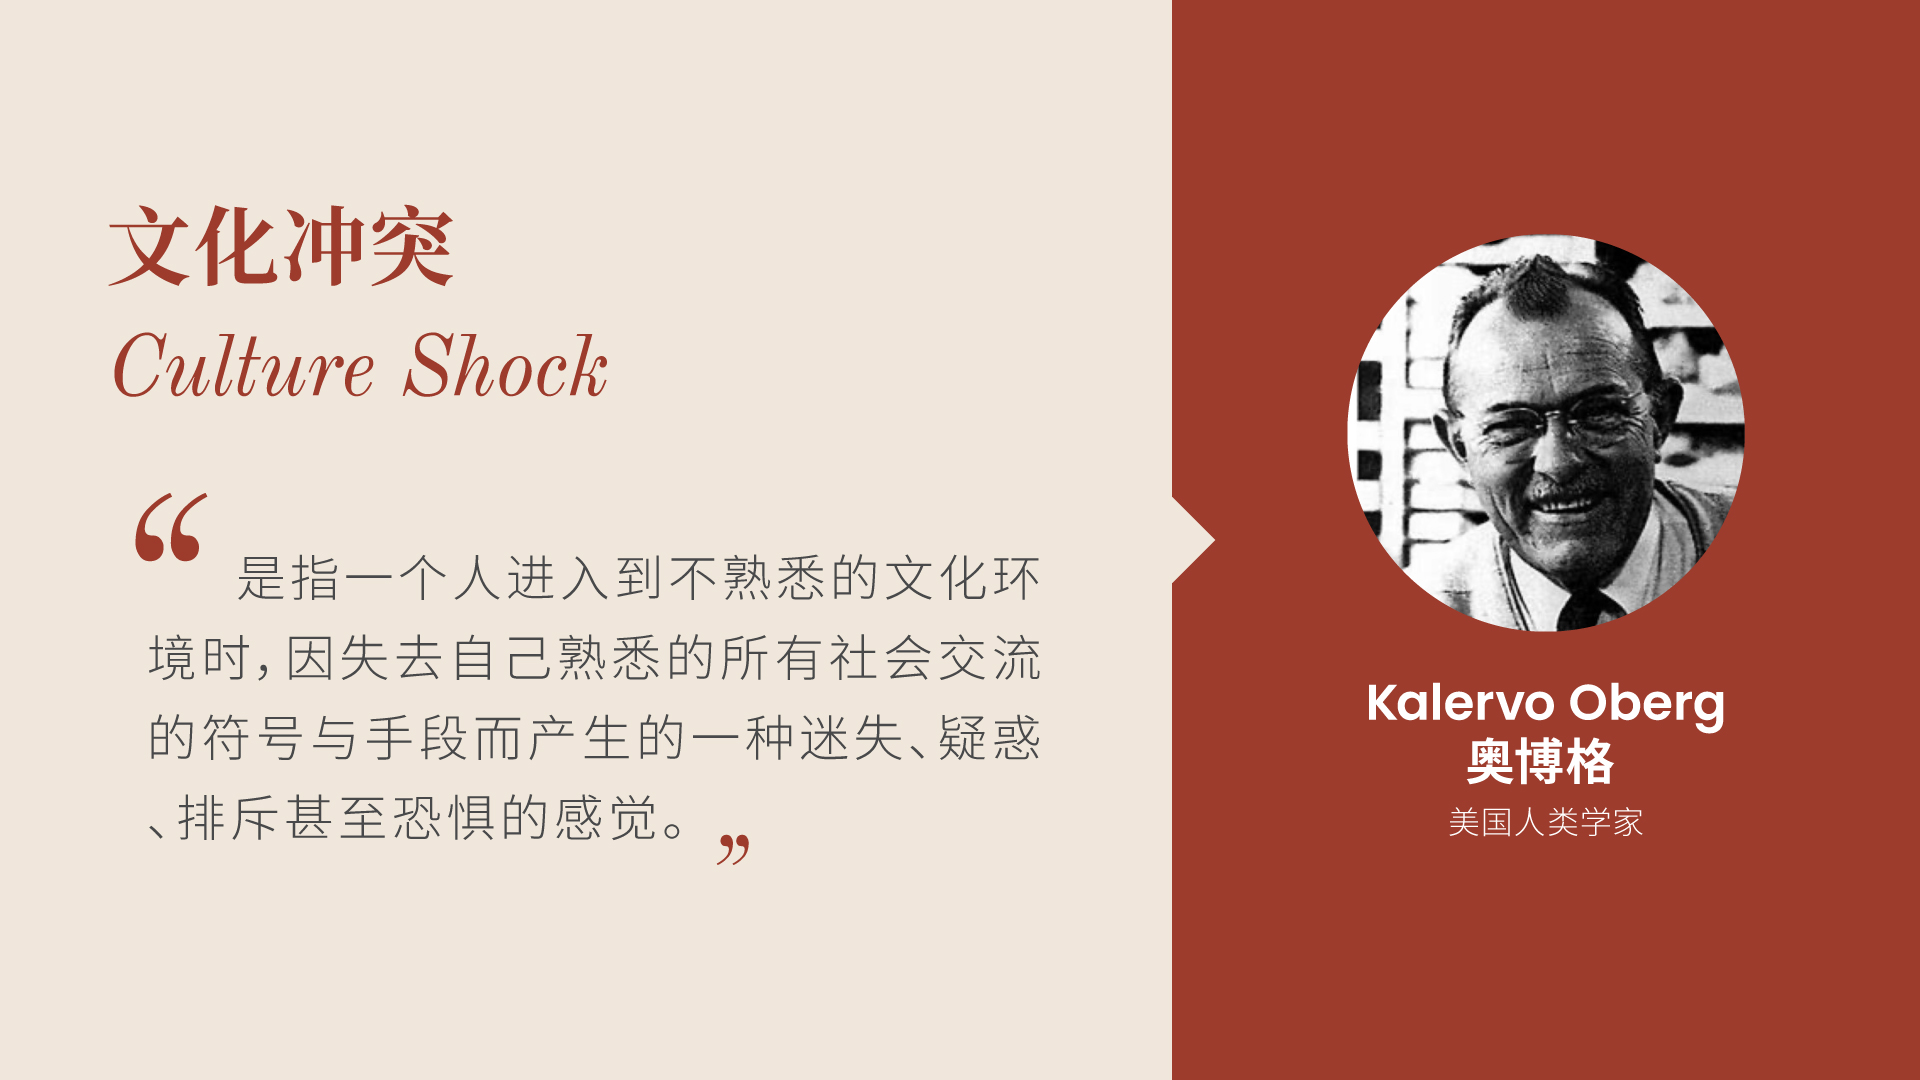 文化冲突
Culture Shock
“是指一个人进入到不熟悉的文化环
境时，因失去自己熟悉的所有社会交流
的符号与手段而产生的一种迷失、疑惑
、排斥甚至恐惧的感觉。”
Kalervo Oberg
奥博格
美国人类学家